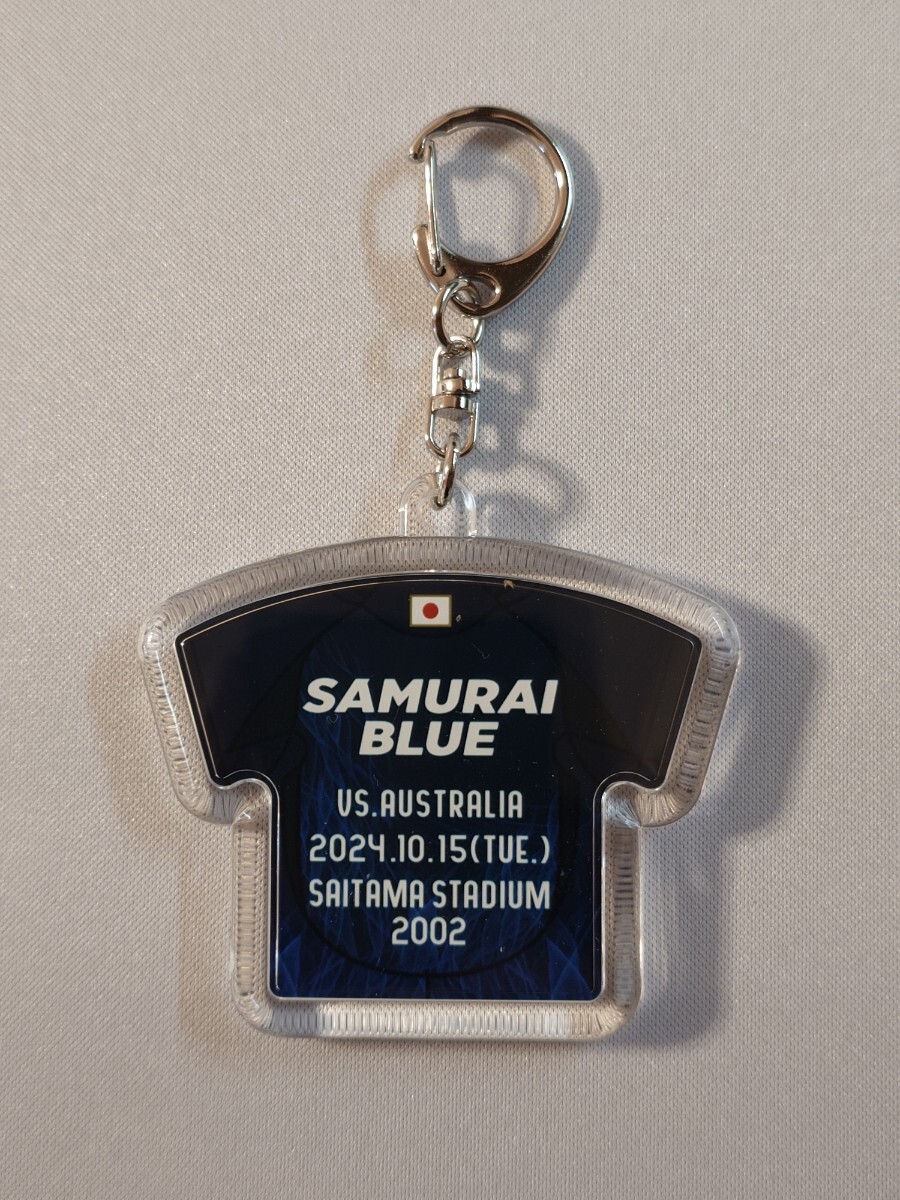 SAMURAI
BLUE
VS.AUSTRALIA
2024.10.15(TUE.)
SAITAMA STADIUM
2002